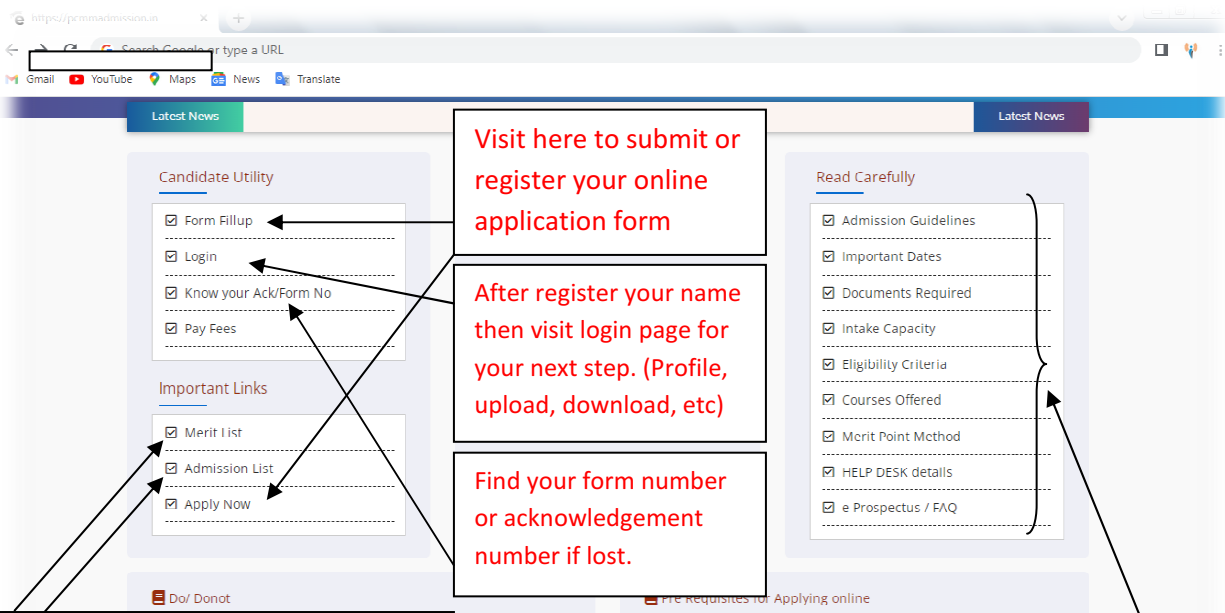 https://pcmmadmission.in
Search Google or type a URL
Gmail YouTube Maps News Translate
Latest News
Latest News
Candidate Utility
Form Fillup
Login
Know your Ack/Form No
Pay Fees
Important Links
Merit List
Admission List
Apply Now
Visit here to submit or
register your online
application form
After register your name
then visit login page for
your next step. (Profile,
upload, download, etc)
Find your form number
or acknowledgement
number if lost.
Read Carefully
Admission Guidelines
Important Dates
Documents Required
Intake Capacity
Eligibility Criteria
Courses Offered
Merit Point Method
HELP DESK details
e Prospectus / FAQ
Do/ Donot
Pre Requisites for Applying online